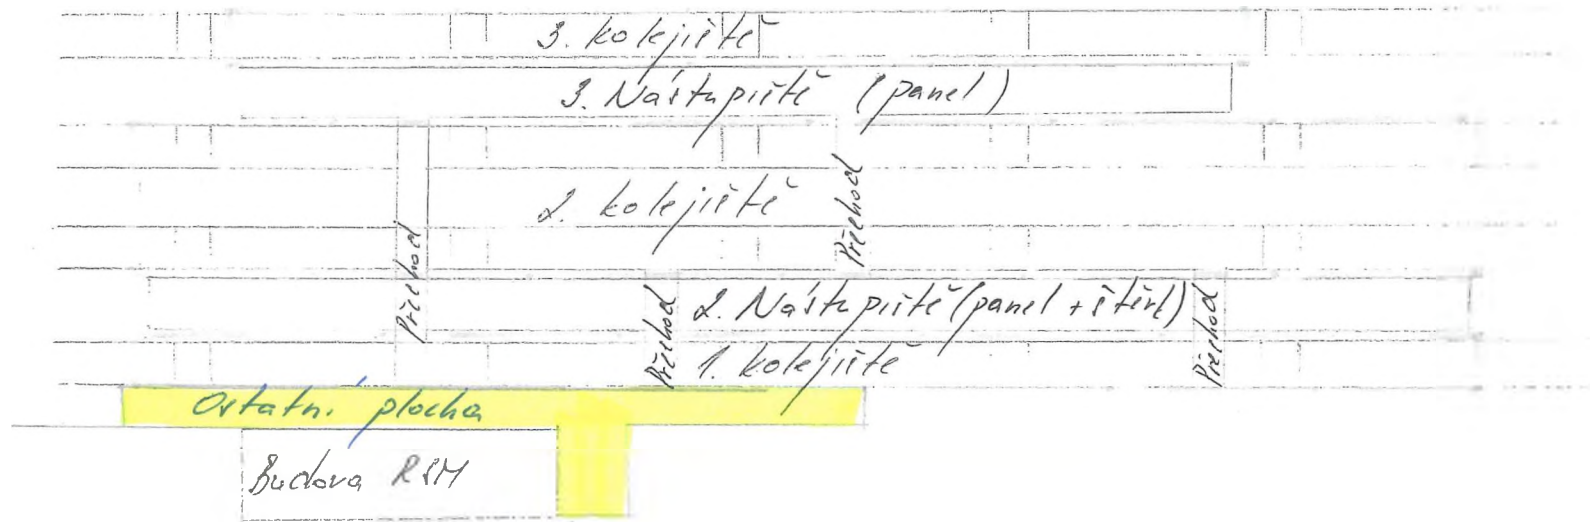 3. kolejiště
3. Nástupiště (panel)
2. kolejiště
Přechod
Přechod
2. Nástupiště (panel + štěrk)
Přechod
Přechod
1. kolejiště
Ostatní plocha
Budova RSM